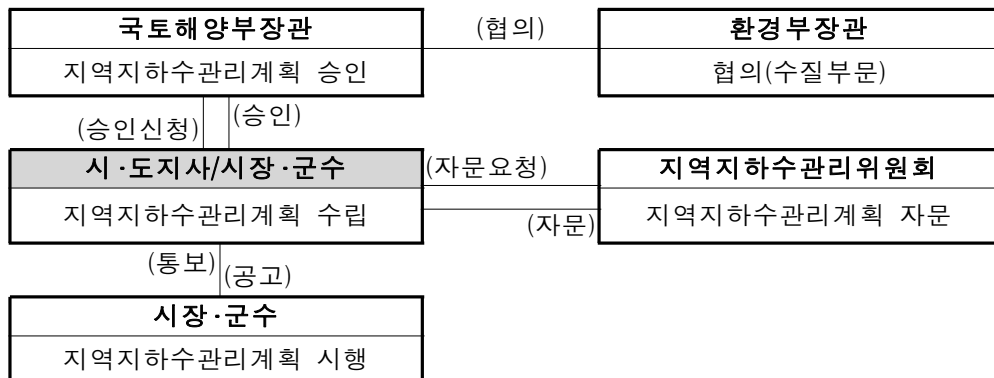 국토해양부장관 (협의) 환경부장관
지역지하수관리계획 승인 협의(수질부문)
(승인신청) (승인)
시·도지사/시장·군수 (자문요청) 지역지하수관리위원회
지역지하수관리계획 수립 (자문) 지역지하수관리계획 자문
(통보) (공고)
시장·군수
지역지하수관리계획 시행